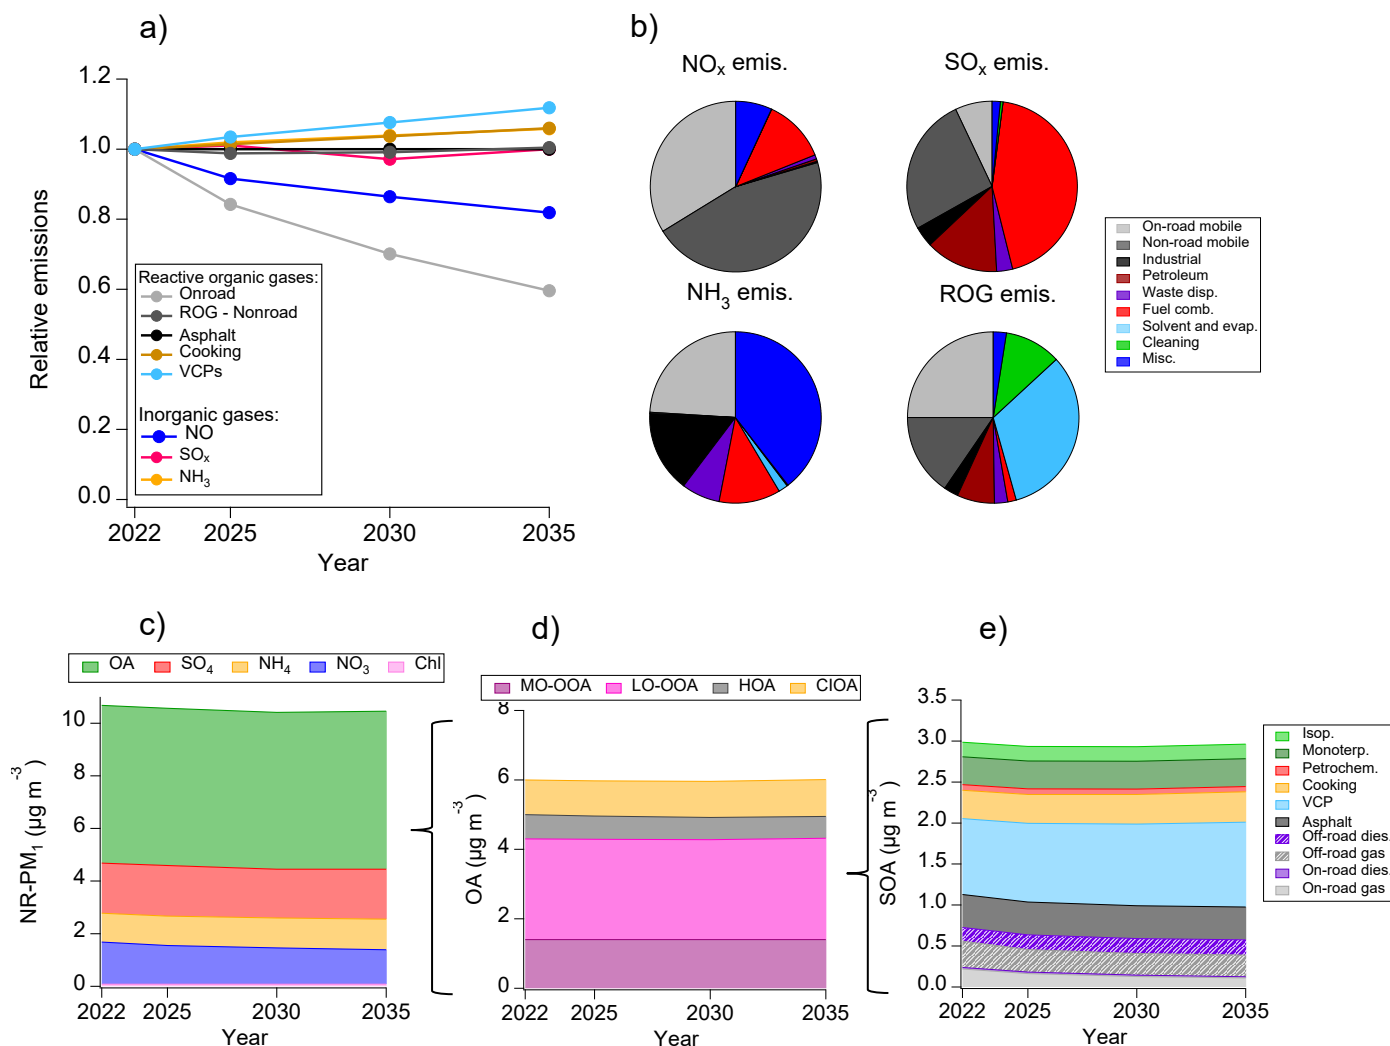 a)
1.2
1.0
0.8
0.6
0.4
0.2
0.0
Relative emissions
2022 2025 2030 2035
Year
Reactive organic gases:
Onroad
ROG - Nonroad
Asphalt
Cooking
VCPs
Inorganic gases:
NO
SOₓ
NH₃
b)
NOₓ emis.
SOₓ emis.
NH₃ emis.
ROG emis.
On-road mobile
Non-road mobile
Industrial
Petroleum
Waste disp.
Fuel comb.
Solvent and evap.
Cleaning
Misc.
c)
OA SO₄ NH₄ NO₃ Chl
10
8
6
4
2
0
NR-PM₁ (µg m⁻³)
2022 2025 2030 2035
Year
d)
MO-OOA LO-OOA HOA CIOA
8
6
4
2
0
OA (µg m⁻³)
2022 2025 2030 2035
Year
e)
3.5
3.0
2.5
2.0
1.5
1.0
0.5
0.0
SOA (µg m⁻³)
2022 2025 2030 2035
Year
Isop.
Monoterp.
Petrochem.
Cooking
VCP
Asphalt
Off-road dies.
Off-road gas
On-road dies.
On-road gas